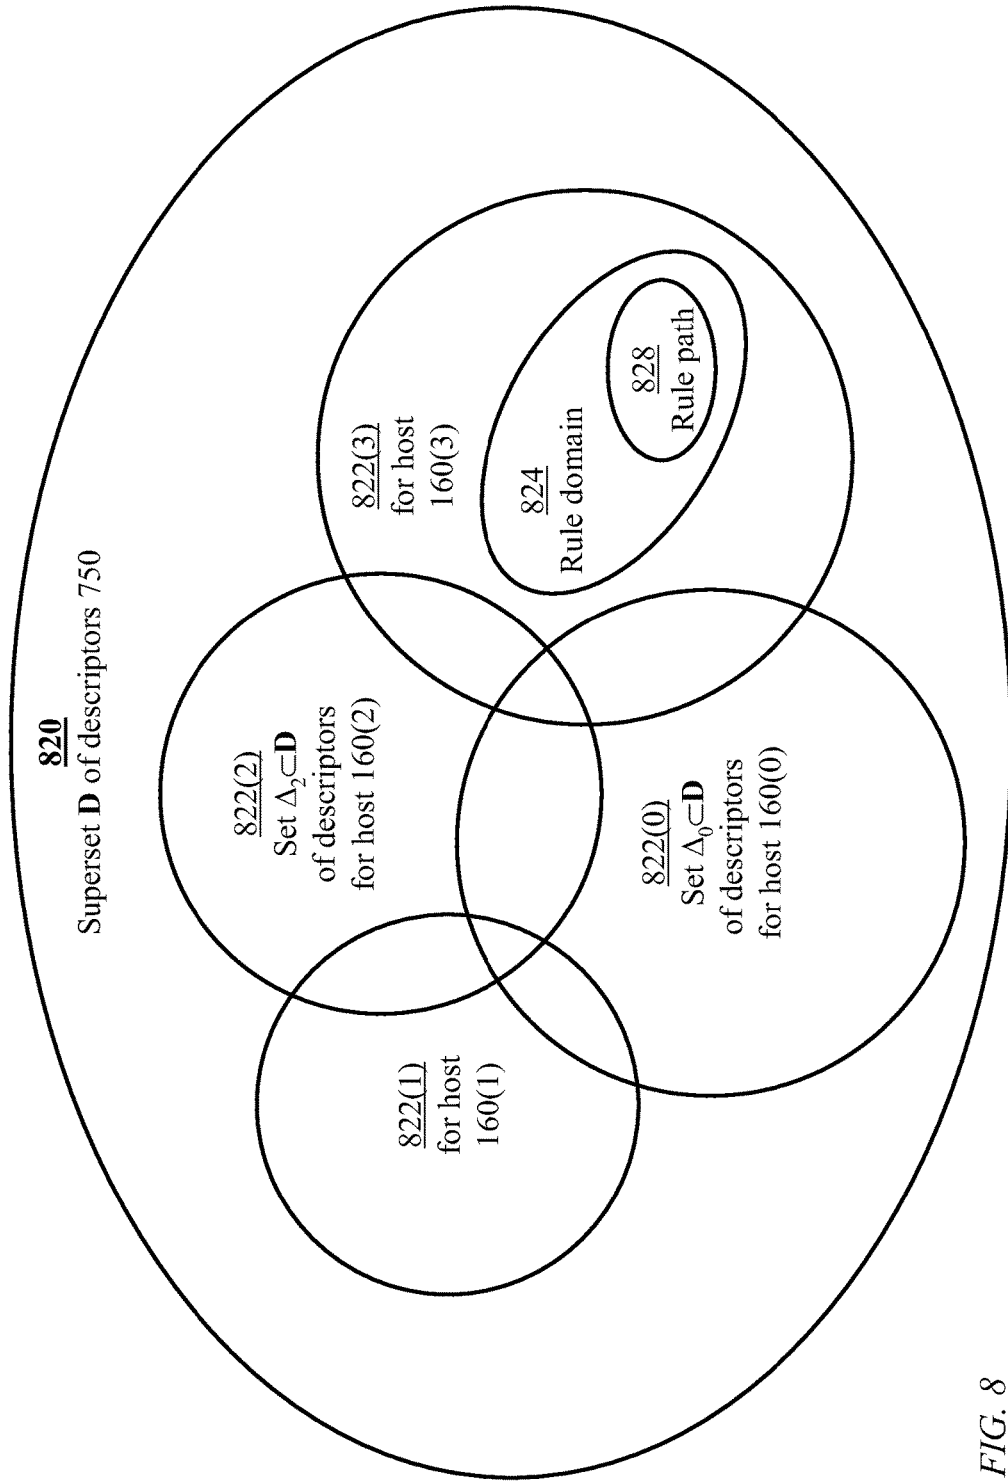 820
Superset D of descriptors 750
822(2)
Set Δ₂⊂D
of descriptors
for host 160(2)
822(3)
for host
160(3)
822(1)
for host
160(1)
824
Rule domain
828
Rule path
822(0)
Set Δ₀⊂D
of descriptors
for host 160(0)
FIG. 8